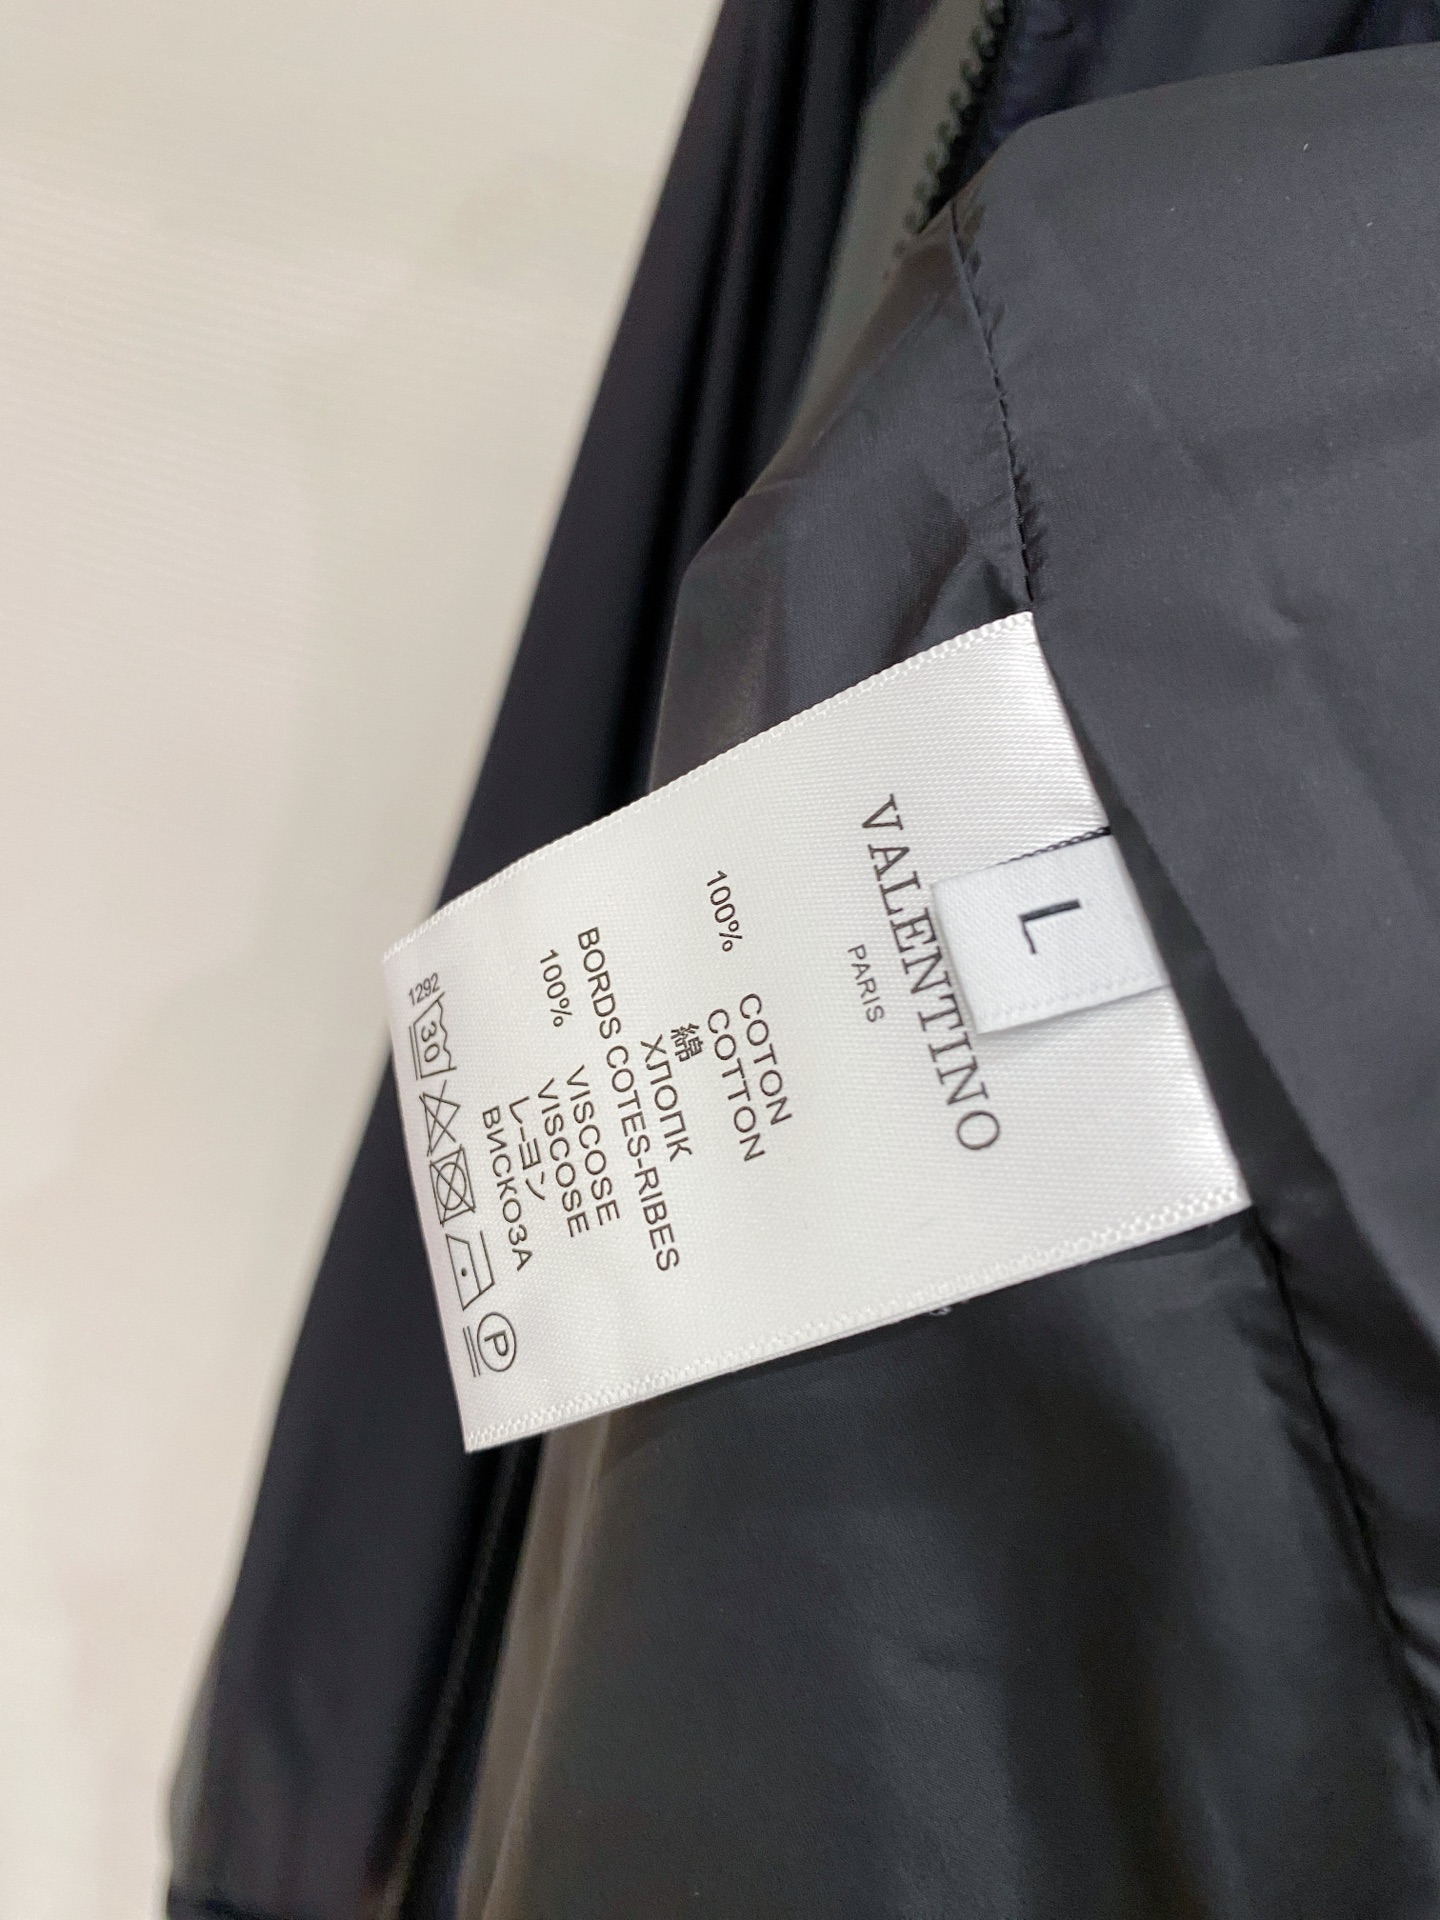 L
VALENTINO
PARIS
100% COTON
COTTON
綿
ХЛОПК
BORDS COTES-RIBES
100% VISCOSE
VISCOSE
レーヨン
ВИСКОЗА
1292
30
P